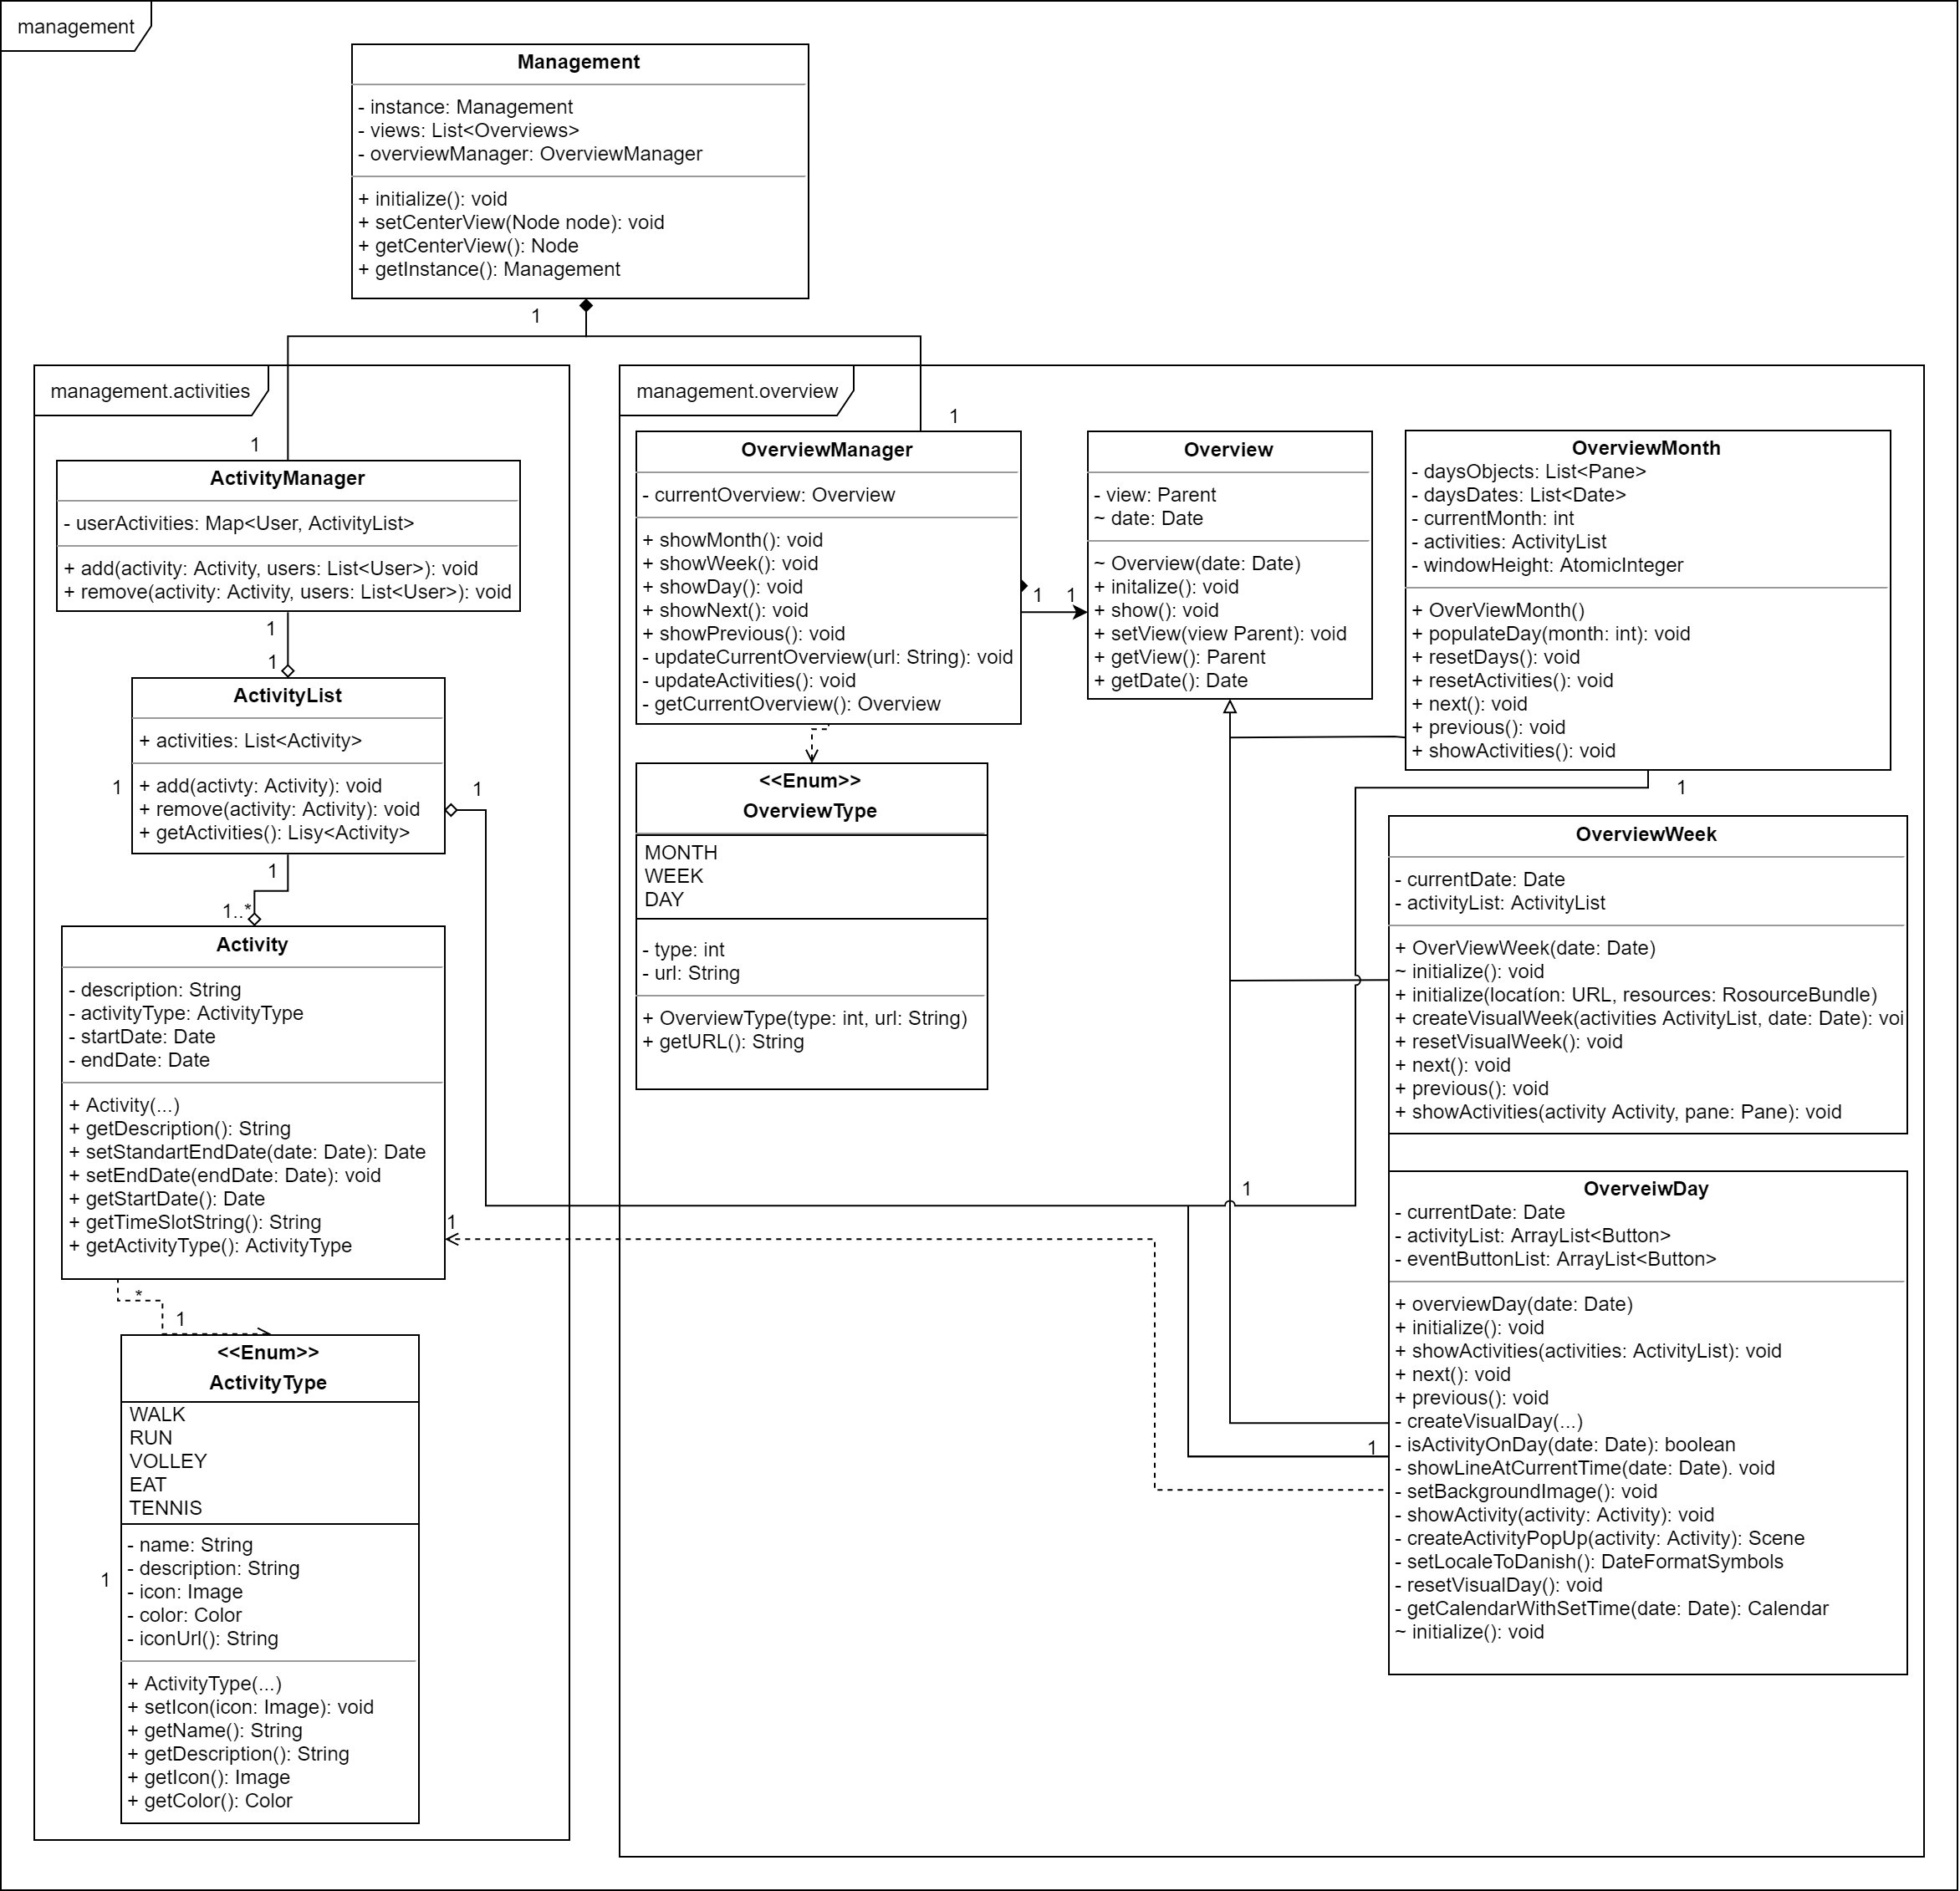 management
Management
- instance: Management
- views: List<Overviews>
- overviewManager: OverviewManager
+ initialize(): void
+ setCenterView(Node node): void
+ getCenterView(): Node
+ getInstance(): Management
1
management.activities
1
ActivityManager
- userActivities: Map<User, ActivityList>
+ add(activity: Activity, users: List<User>): void
+ remove(activity: Activity, users: List<User>): void
1
1
ActivityList
+ activities: List<Activity>
+ add(activty: Activity): void
+ remove(activity: Activity): void
+ getActivities(): Lisy<Activity>
1
1
1
1..*
Activity
- description: String
- activityType: ActivityType
- startDate: Date
- endDate: Date
+ Activity(...)
+ getDescription(): String
+ setStandartEndDate(date: Date): Date
+ setEndDate(endDate: Date): void
+ getStartDate(): Date
+ getTimeSlotString(): String
+ getActivityType(): ActivityType
1
*
1
<<Enum>>
ActivityType
WALK
RUN
VOLLEY
EAT
TENNIS
- name: String
- description: String
- icon: Image
- color: Color
- iconUrl(): String
1
+ ActivityType(...)
+ setIcon(icon: Image): void
+ getName(): String
+ getDescription(): String
+ getIcon(): Image
+ getColor(): Color
management.overview
1
OverviewManager
- currentOverview: Overview
+ showMonth(): void
+ showWeek(): void
+ showDay(): void
+ showNext(): void
+ showPrevious(): void
- updateCurrentOverview(url: String): void
- updateActivities(): void
- getCurrentOverview(): Overview
1
1
<<Enum>>
OverviewType
MONTH
WEEK
DAY
- type: int
- url: String
+ OverviewType(type: int, url: String)
+ getURL(): String
Overview
- view: Parent
~ date: Date
~ Overview(date: Date)
+ initalize(): void
+ show(): void
+ setView(view Parent): void
+ getView(): Parent
+ getDate(): Date
OverviewMonth
- daysObjects: List<Pane>
- daysDates: List<Date>
- currentMonth: int
- activities: ActivityList
- windowHeight: AtomicInteger
+ OverViewMonth()
+ populateDay(month: int): void
+ resetDays(): void
+ resetActivities(): void
+ next(): void
+ previous(): void
+ showActivities(): void
1
OverviewWeek
- currentDate: Date
- activityList: ActivityList
+ OverViewWeek(date: Date)
~ initialize(): void
+ initialize(locatíon: URL, resources: RosourceBundle)
+ createVisualWeek(activities ActivityList, date: Date): voi
+ resetVisualWeek(): void
+ next(): void
+ previous(): void
+ showActivities(activity Activity, pane: Pane): void
1
OverveiwDay
- currentDate: Date
- activityList: ArrayList<Button>
- eventButtonList: ArrayList<Button>
+ overviewDay(date: Date)
+ initialize(): void
+ showActivities(activities: ActivityList): void
+ next(): void
+ previous(): void
- createVisualDay(...)
- isActivityOnDay(date: Date): boolean
- showLineAtCurrentTime(date: Date). void
- setBackgroundImage(): void
- showActivity(activity: Activity): void
- createActivityPopUp(activity: Activity): Scene
- setLocaleToDanish(): DateFormatSymbols
- resetVisualDay(): void
- getCalendarWithSetTime(date: Date): Calendar
~ initialize(): void
1